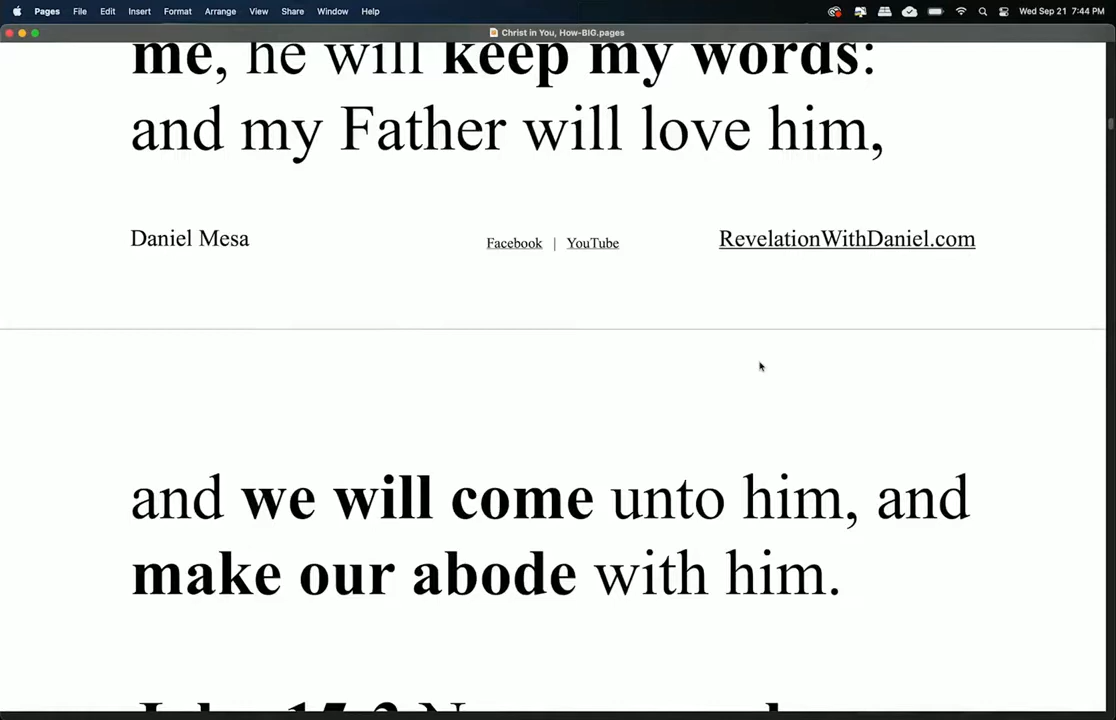 Pages File Edit Insert Format Arrange View Share Window Help Wed Sep 21 7:44 PM
Christ in You, How-BIG.pages
me, he will keep my words:
and my Father will love him,
Daniel Mesa Facebook | YouTube RevelationWithDaniel.com
and we will come unto him, and
make our abode with him.